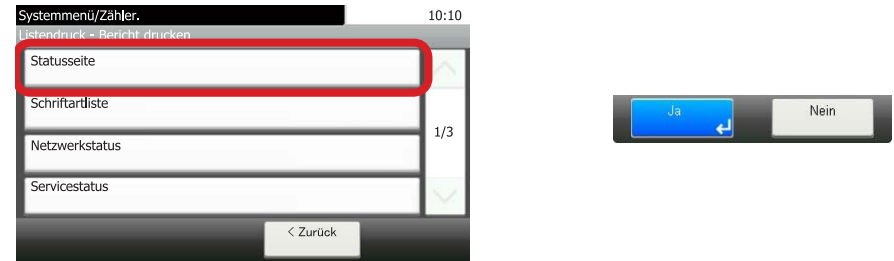 Systemmenü/Zähler.
10:10
Listendruck - Bericht drucken
Statusseite
Schriftartliste
1/3
Netzwerkstatus
Servicestatus
< Zurück
Ja
Nein